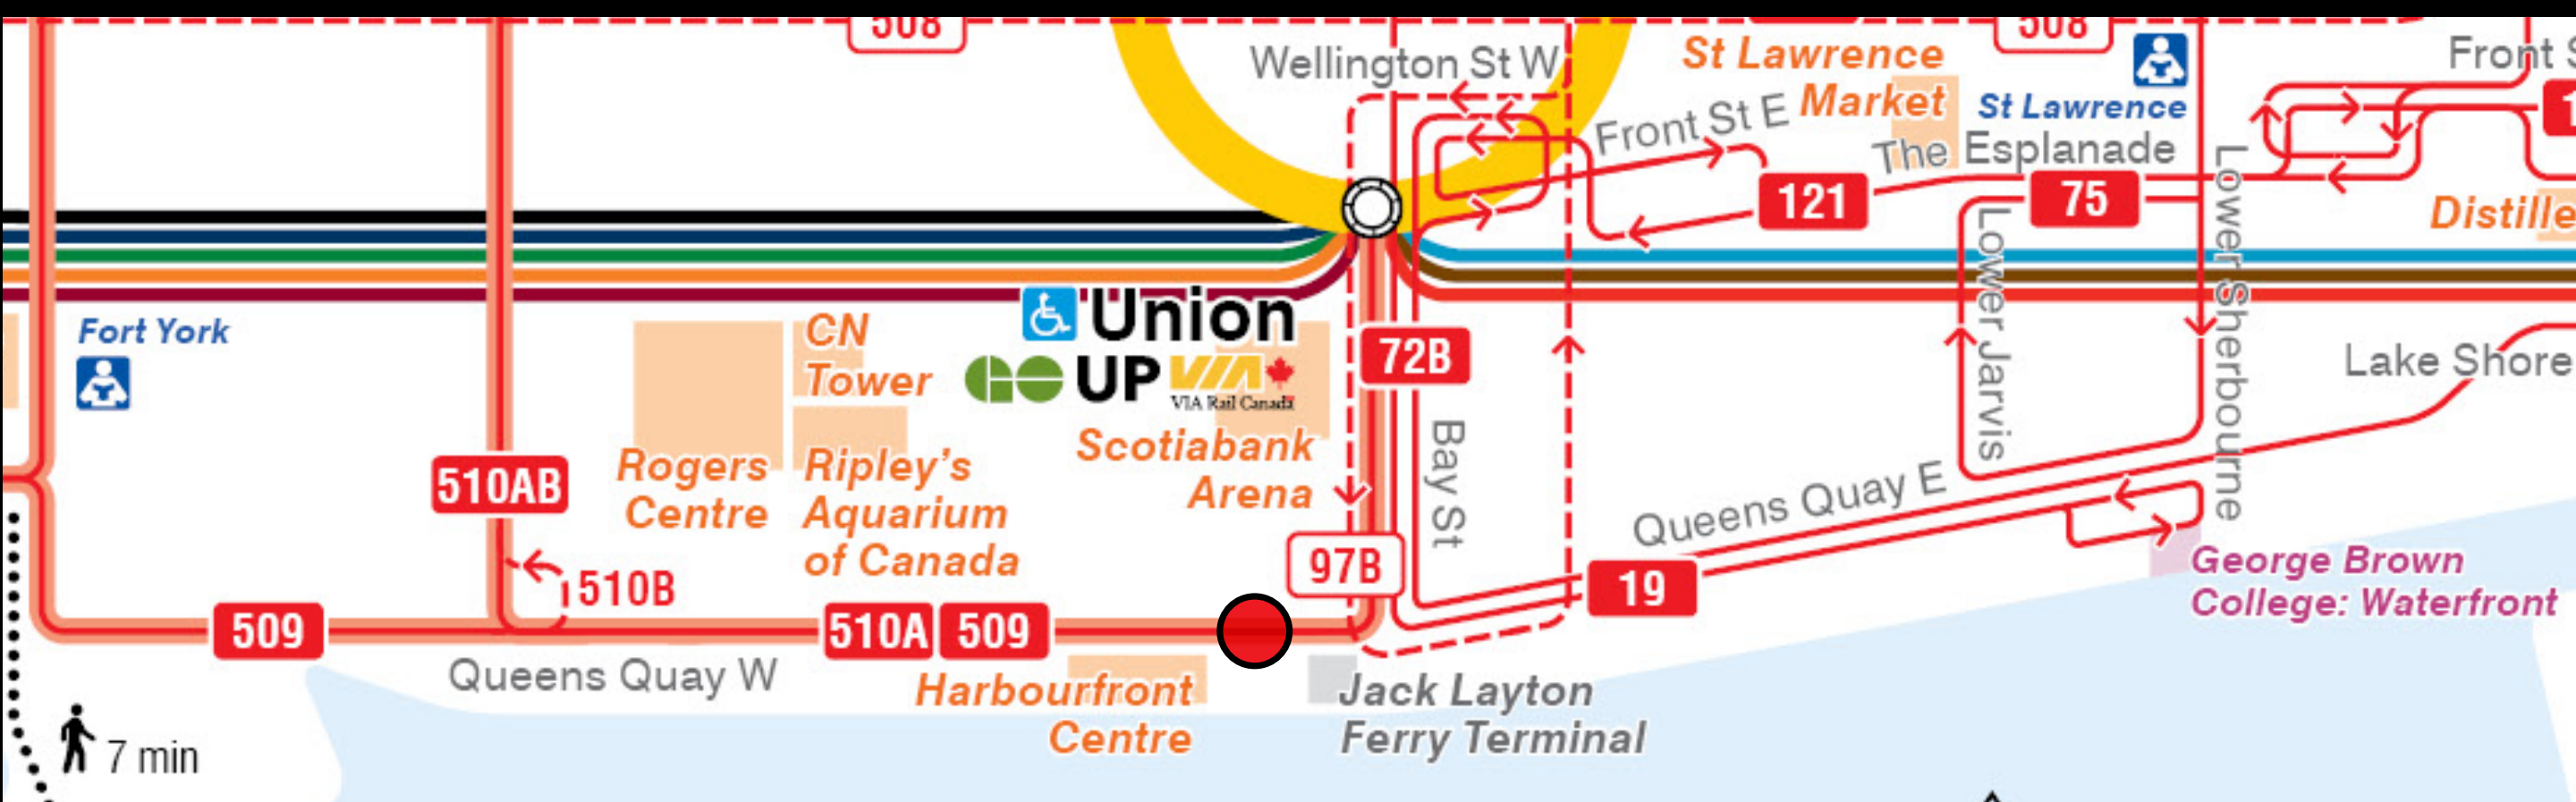 508
Wellington St W
St Lawrence
Market
508
St Lawrence
Front St E
The Esplanade
121
75
Lower Jarvis
Lower Sherbourne
Fort York
CN
Tower
Union
UP
VIA Rail Canada
72B
Bay St
Lake Shore
510AB
Rogers
Centre
Ripley's
Aquarium
of Canada
Scotiabank
Arena
97B
Queens Quay E
19
George Brown
College: Waterfront
510B
509
510A
509
Queens Quay W
Harbourfront
Centre
Jack Layton
Ferry Terminal
7 min
Front